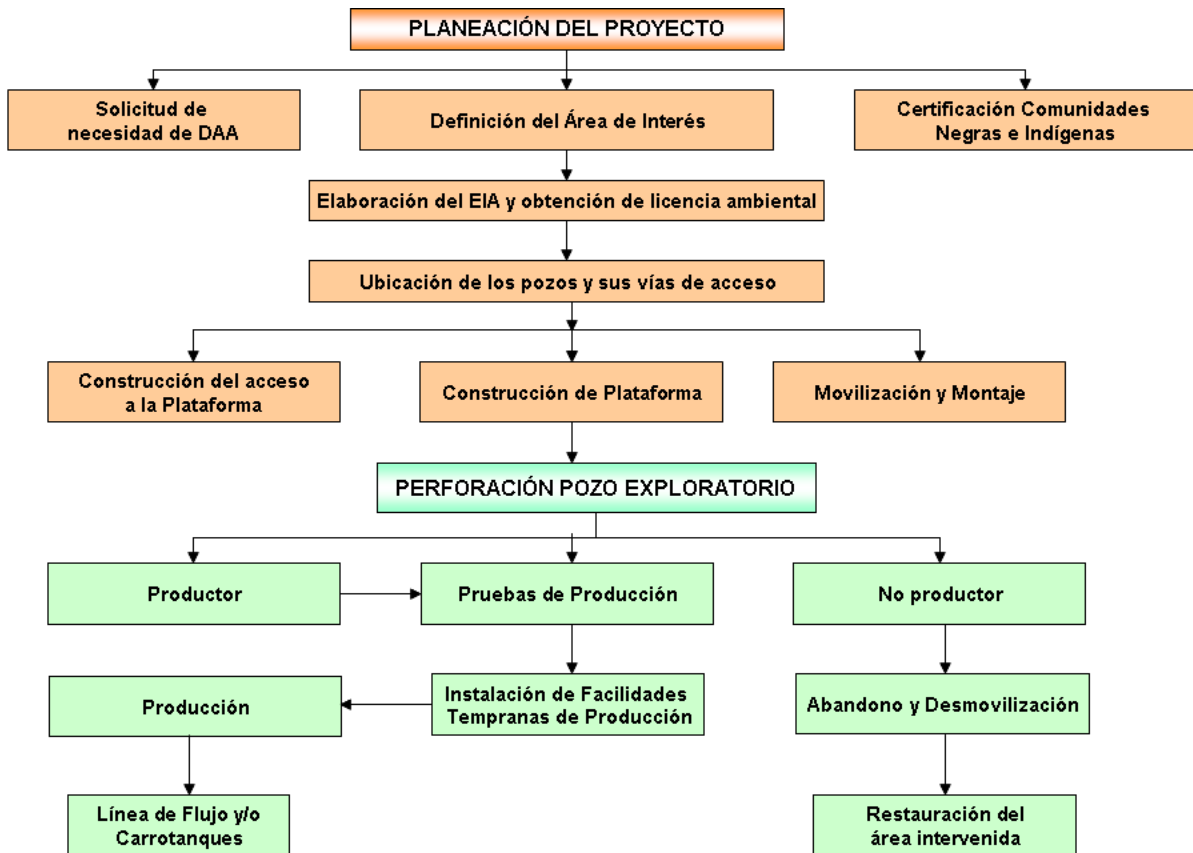 PLANEACIÓN DEL PROYECTO
Solicitud de
necesidad de DAA
Definición del Área de Interés
Certificación Comunidades
Negras e Indígenas
Elaboración del EIA y obtención de licencia ambiental
Ubicación de los pozos y sus vías de acceso
Construcción del acceso
a la Plataforma
Construcción de Plataforma
Movilización y Montaje
PERFORACIÓN POZO EXPLORATORIO
Productor
Pruebas de Producción
No productor
Producción
Instalación de Facilidades
Tempranas de Producción
Abandono y Desmovilización
Línea de Flujo y/o
Carrotanques
Restauración del
área intervenida